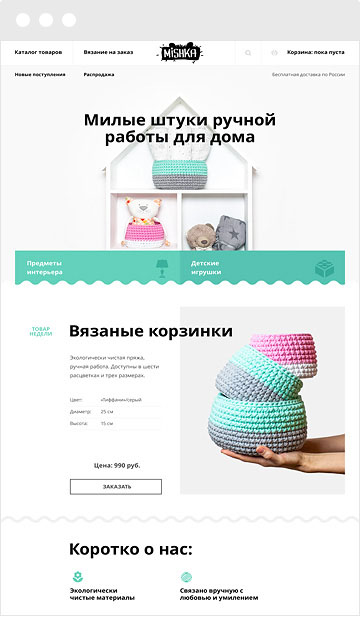 Каталог товаров
Вязание на заказ
MiSHKA
Корзина: пока пуста
Новые поступления
Распродажа
Бесплатная доставка по России
Милые штуки ручной
работы для дома
Предметы
интерьера
Детские
игрушки
ТОВАР
НЕДЕЛИ
Вязаные корзинки
Экологически чистая пряжа,
ручная работа. Доступны в шести
расцветках и трех размерах.
Цвет: «Тиффани»/серый
Диаметр: 25 см
Высота: 15 см
Цена: 990 руб.
ЗАКАЗАТЬ
Коротко о нас:
Экологически
чистые материалы
Связано вручную с
любовью и умилением